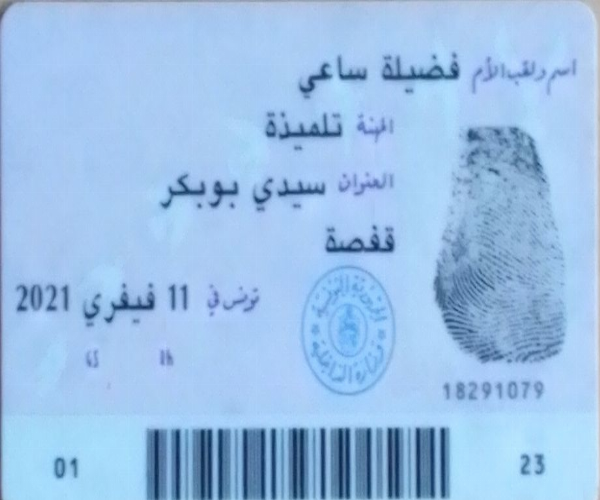 اسم ولقب الأم فضيلة ساعي
المهنة تلميذة
العنوان سيدي بوبكر
قفصة
تونس في 11 فيفري 2021
الجمهورية التونسية
وزارة الداخلية
18291079
01
23